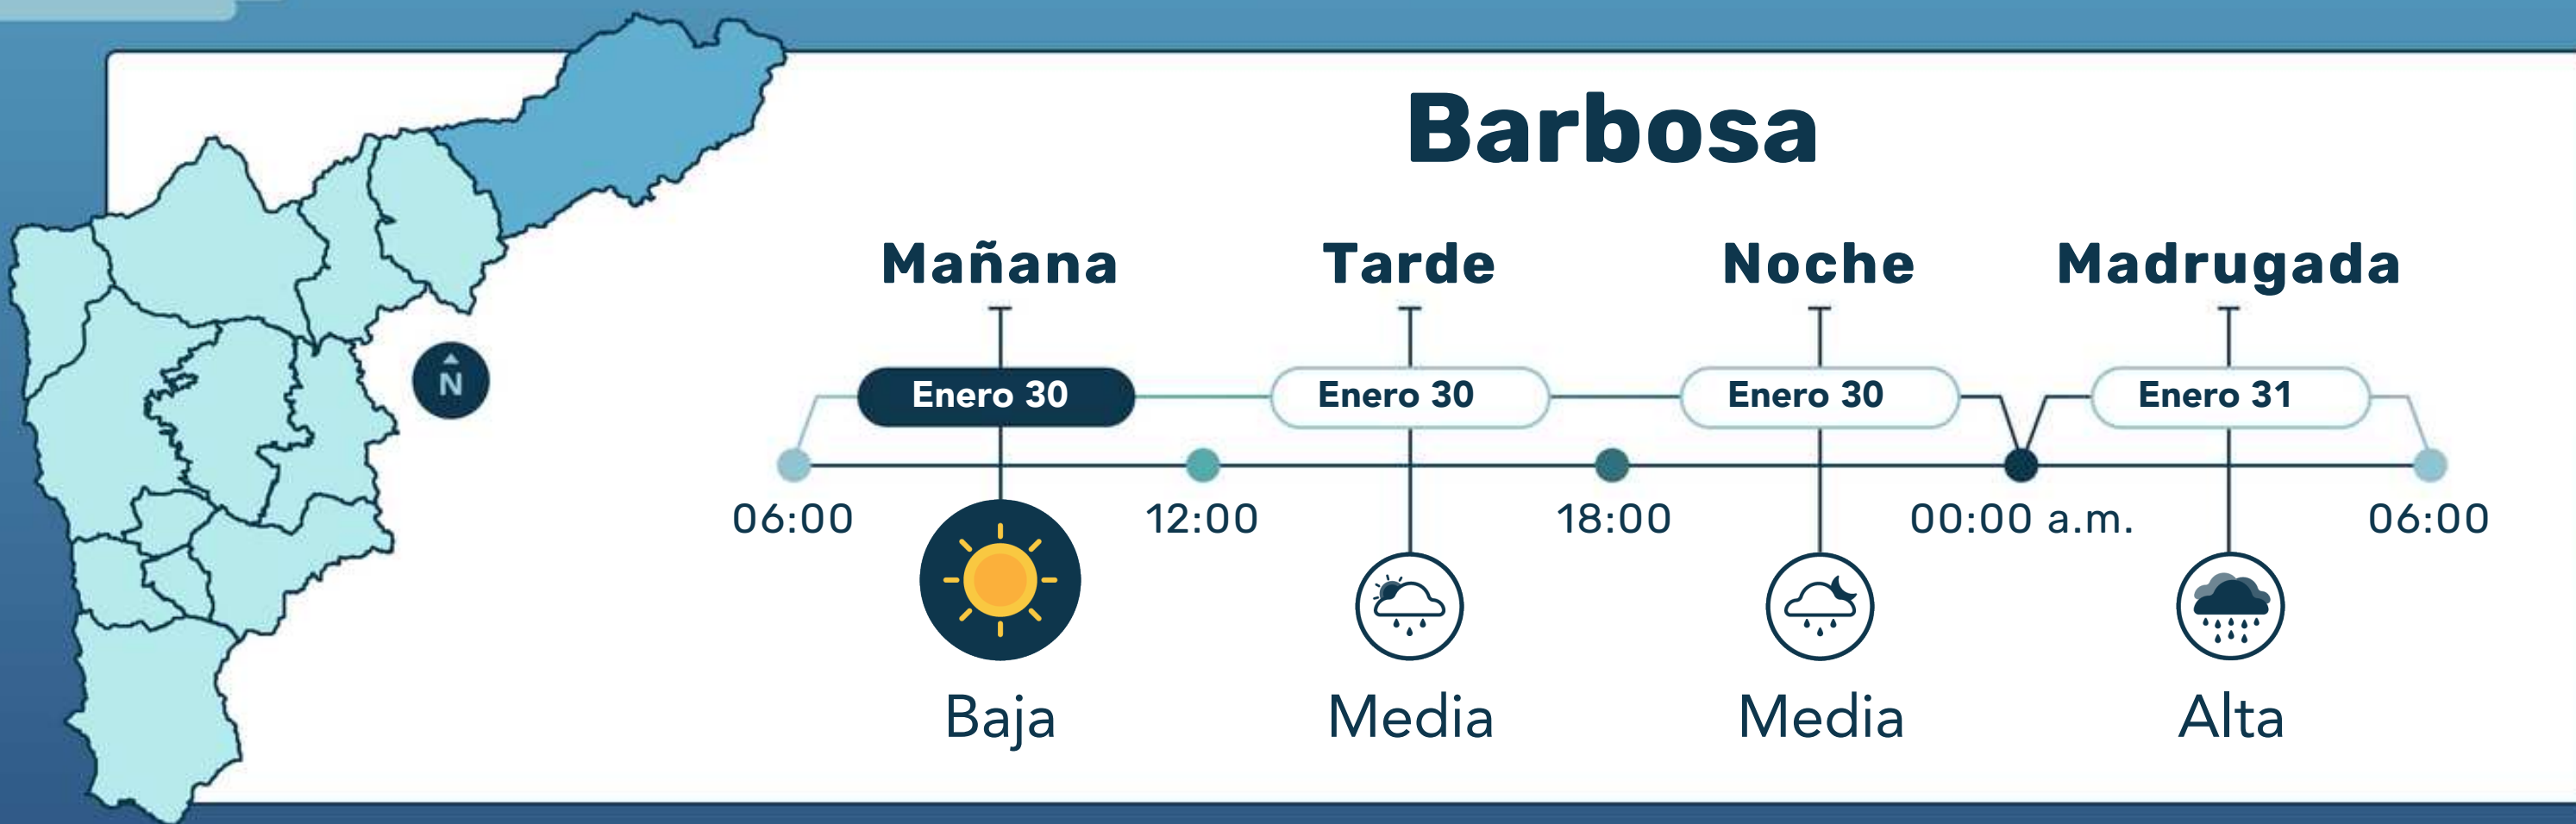 Barbosa
Mañana Tarde Noche Madrugada
N
Enero 30 Enero 30 Enero 30 Enero 31
06:00 12:00 18:00 00:00 a.m. 06:00
Baja Media Media Alta